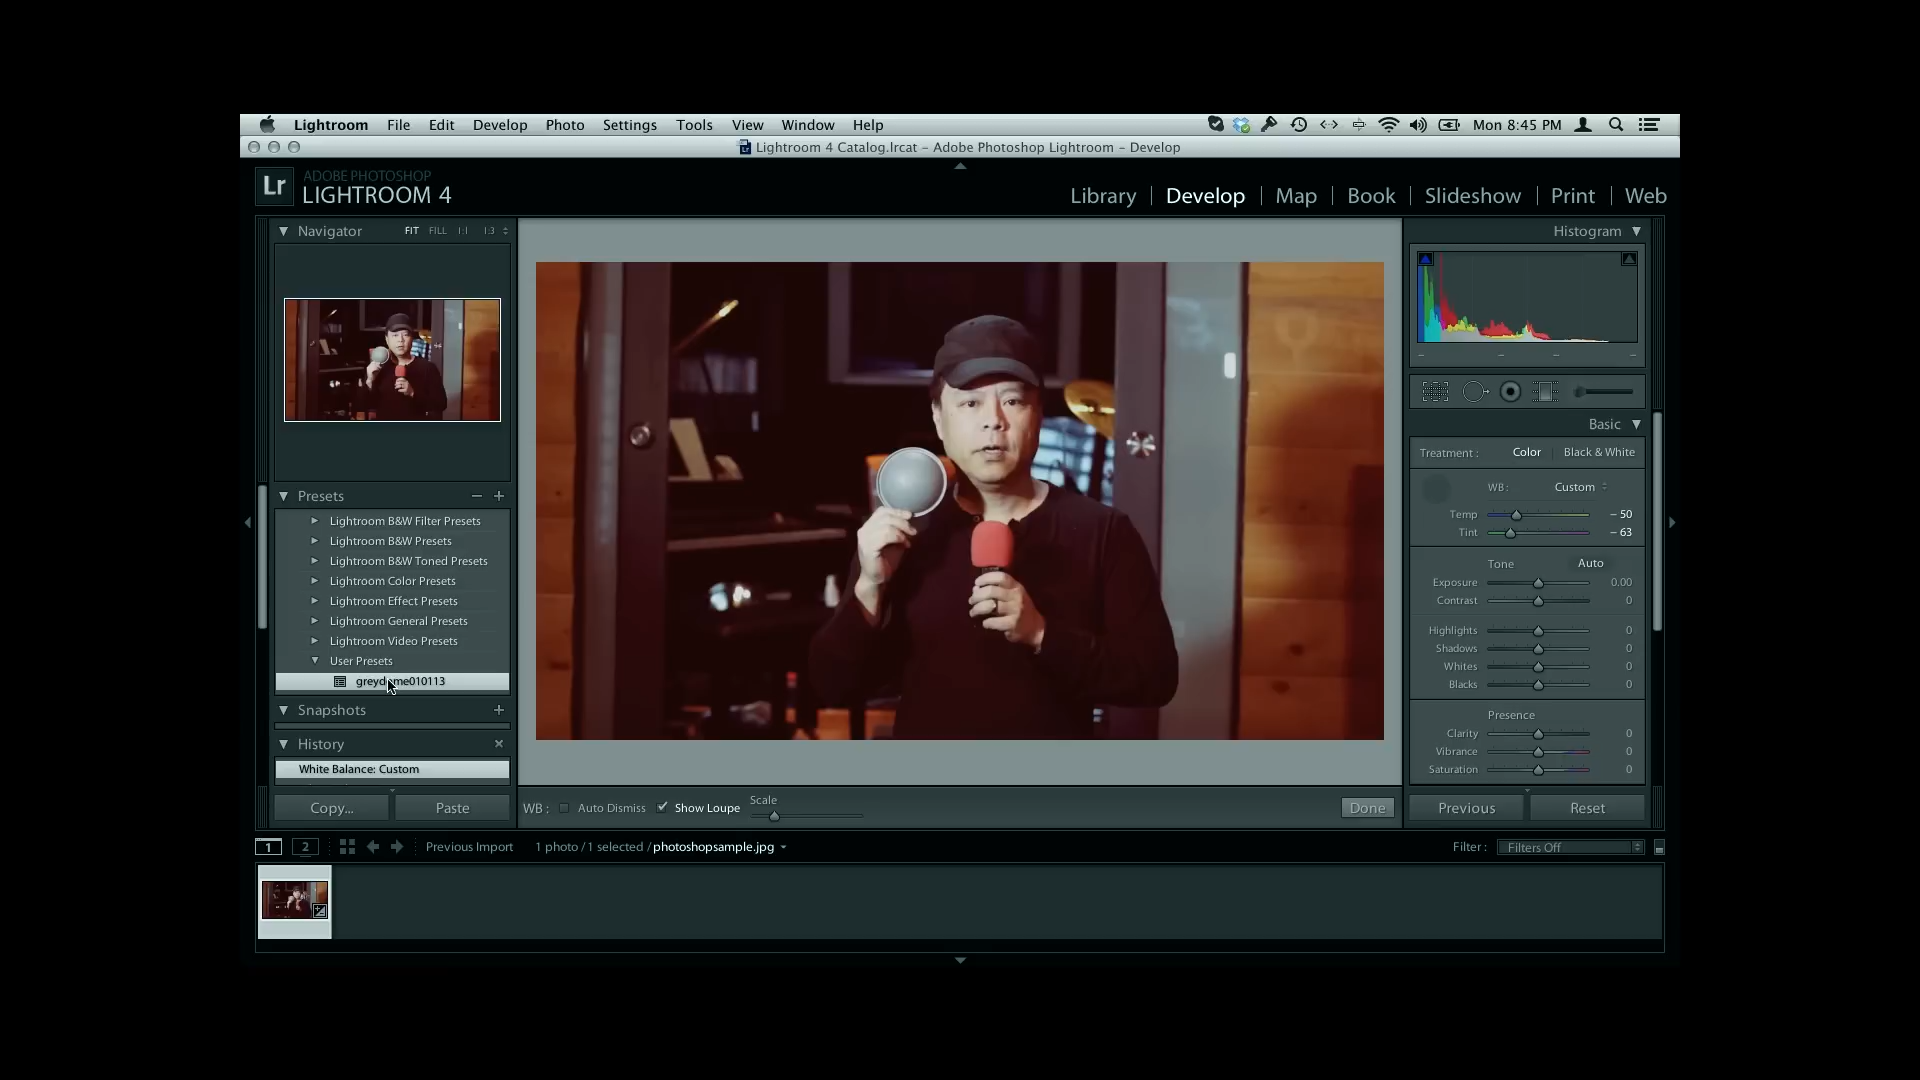 Lightroom File Edit Develop Photo Settings Tools View Window Help Mon 8:45 PM
Lightroom 4 Catalog.lrcat – Adobe Photoshop Lightroom – Develop
Lr ADOBE PHOTOSHOP
LIGHTROOM 4
Library | Develop | Map | Book | Slideshow | Print | Web
Navigator FIT FILL 1:1 1:3
Histogram
Basic
Treatment : Color Black & White
WB : Custom
Temp – 50
Tint – 63
Tone Auto
Exposure 0.00
Contrast 0
Highlights 0
Shadows 0
Whites 0
Blacks 0
Presence
Clarity 0
Vibrance 0
Saturation 0
Previous Reset
Presets
Lightroom B&W Filter Presets
Lightroom B&W Presets
Lightroom B&W Toned Presets
Lightroom Color Presets
Lightroom Effect Presets
Lightroom General Presets
Lightroom Video Presets
User Presets
greydome010113
Snapshots
History
White Balance: Custom
Copy... Paste
WB : Auto Dismiss Show Loupe Scale Done
1 2 Previous Import 1 photo / 1 selected / photoshopsample.jpg Filter : Filters Off